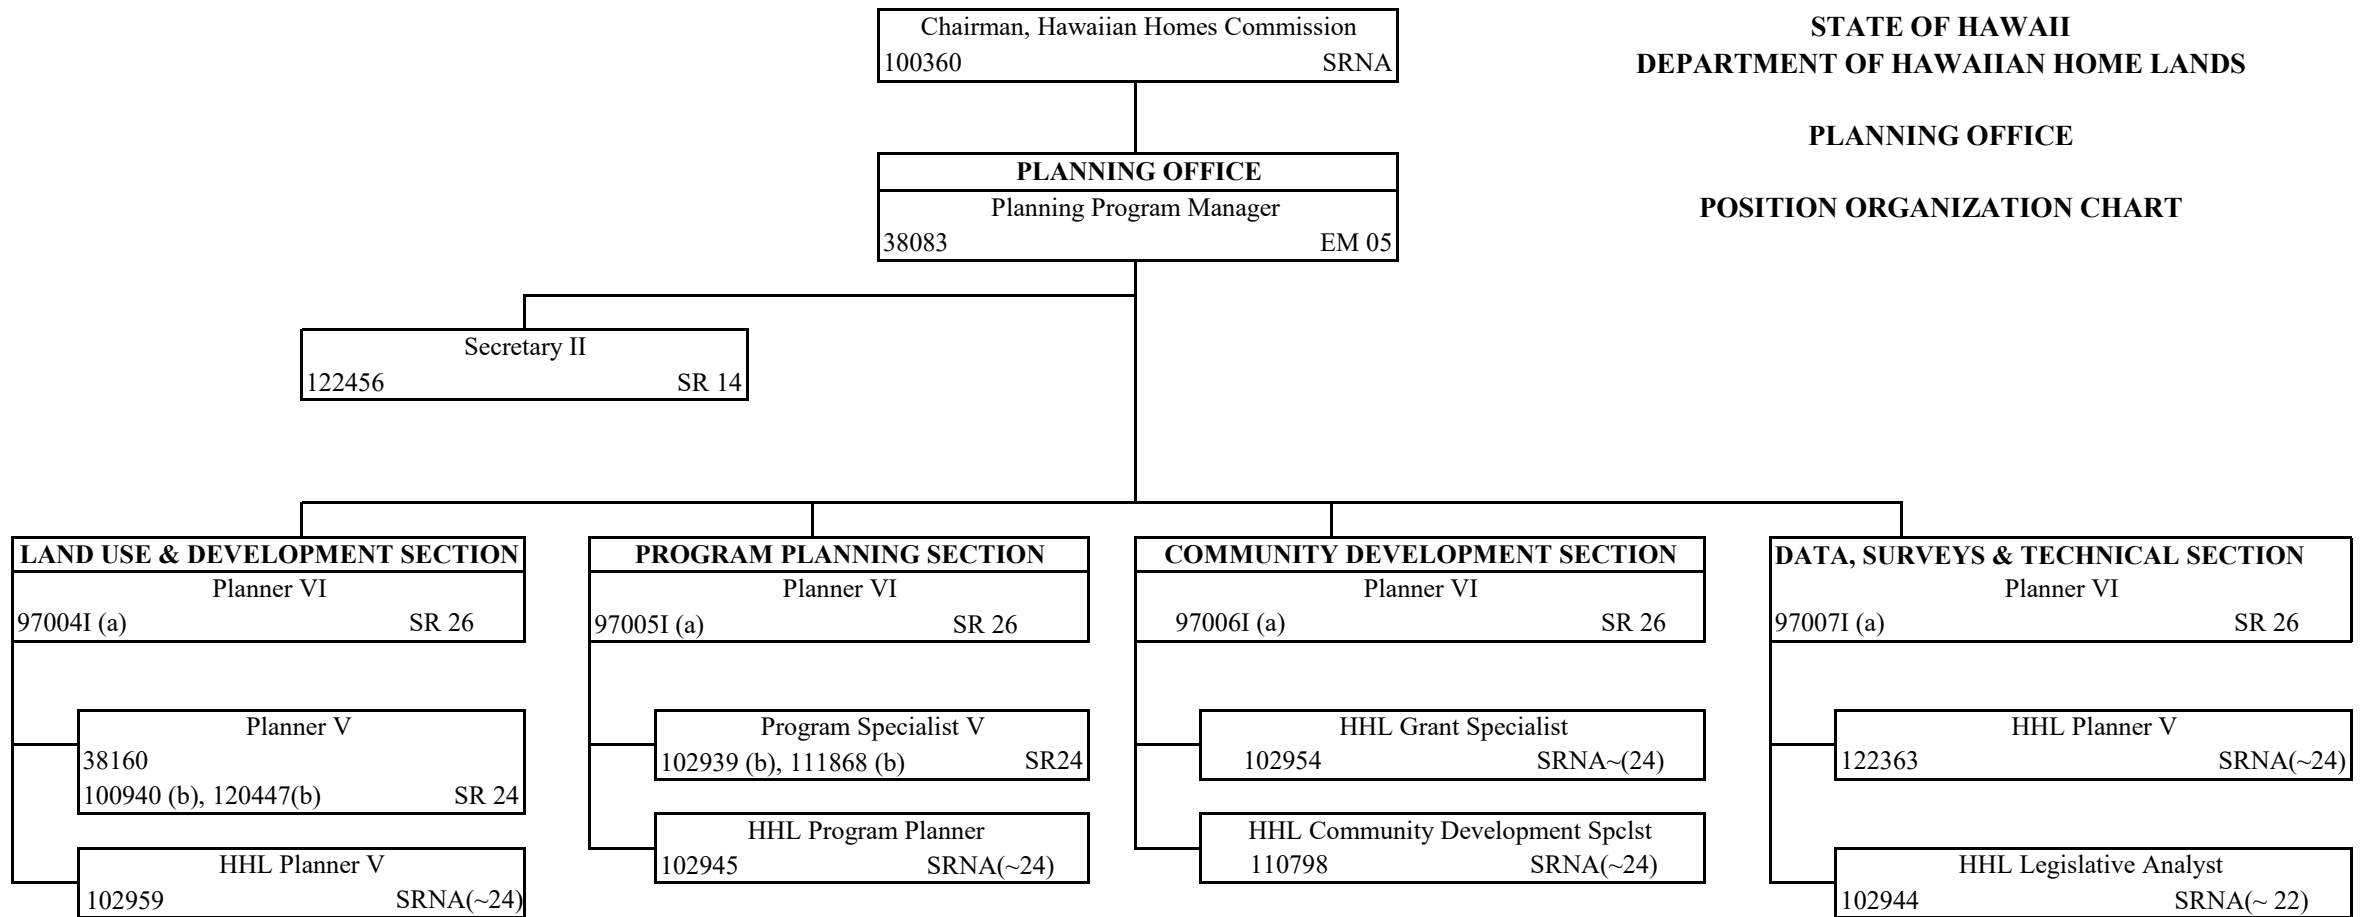 Chairman, Hawaiian Homes Commission
100360 SRNA
STATE OF HAWAII
DEPARTMENT OF HAWAIIAN HOME LANDS
PLANNING OFFICE
POSITION ORGANIZATION CHART
PLANNING OFFICE
Planning Program Manager
38083 EM 05
Secretary II
122456 SR 14
LAND USE & DEVELOPMENT SECTION
Planner VI
97004I (a) SR 26
Planner V
38160
100940 (b), 120447(b) SR 24
HHL Planner V
102959 SRNA(~24)
PROGRAM PLANNING SECTION
Planner VI
97005I (a) SR 26
Program Specialist V
102939 (b), 111868 (b) SR24
HHL Program Planner
102945 SRNA(~24)
COMMUNITY DEVELOPMENT SECTION
Planner VI
97006I (a) SR 26
HHL Grant Specialist
102954 SRNA~(24)
HHL Community Development Spclst
110798 SRNA(~24)
DATA, SURVEYS & TECHNICAL SECTION
Planner VI
97007I (a) SR 26
HHL Planner V
122363 SRNA(~24)
HHL Legislative Analyst
102944 SRNA(~ 22)